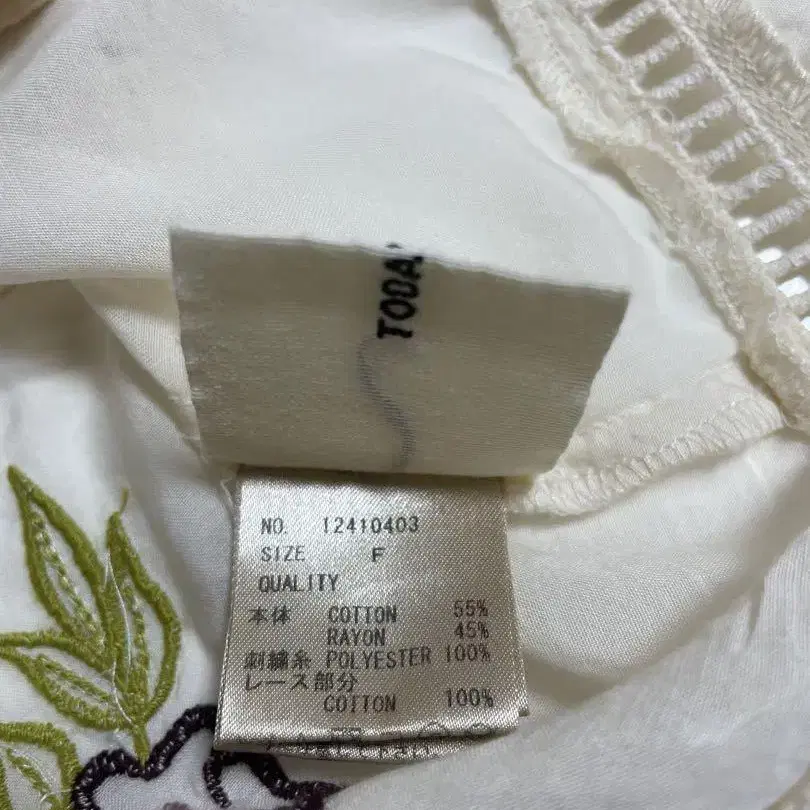 TODA
NO. 12410403
SIZE F
QUALITY
本体 COTTON 55%
RAYON 45%
刺繍糸 POLYESTER 100%
レース部分
COTTON 100%